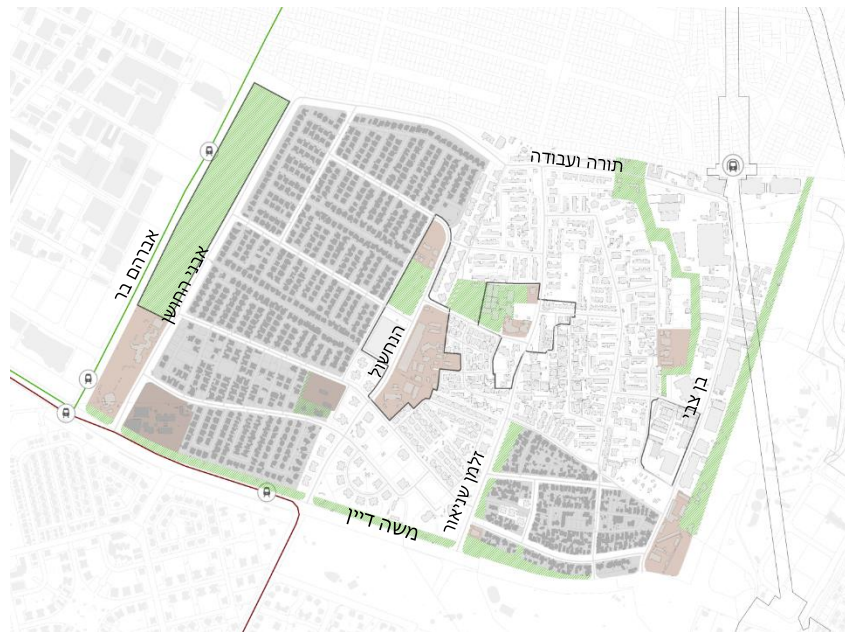 תורה ועבודה
אברהם בר
אבני החושן
הנחשול
בן צבי
זלמן שניאור
משה דיין